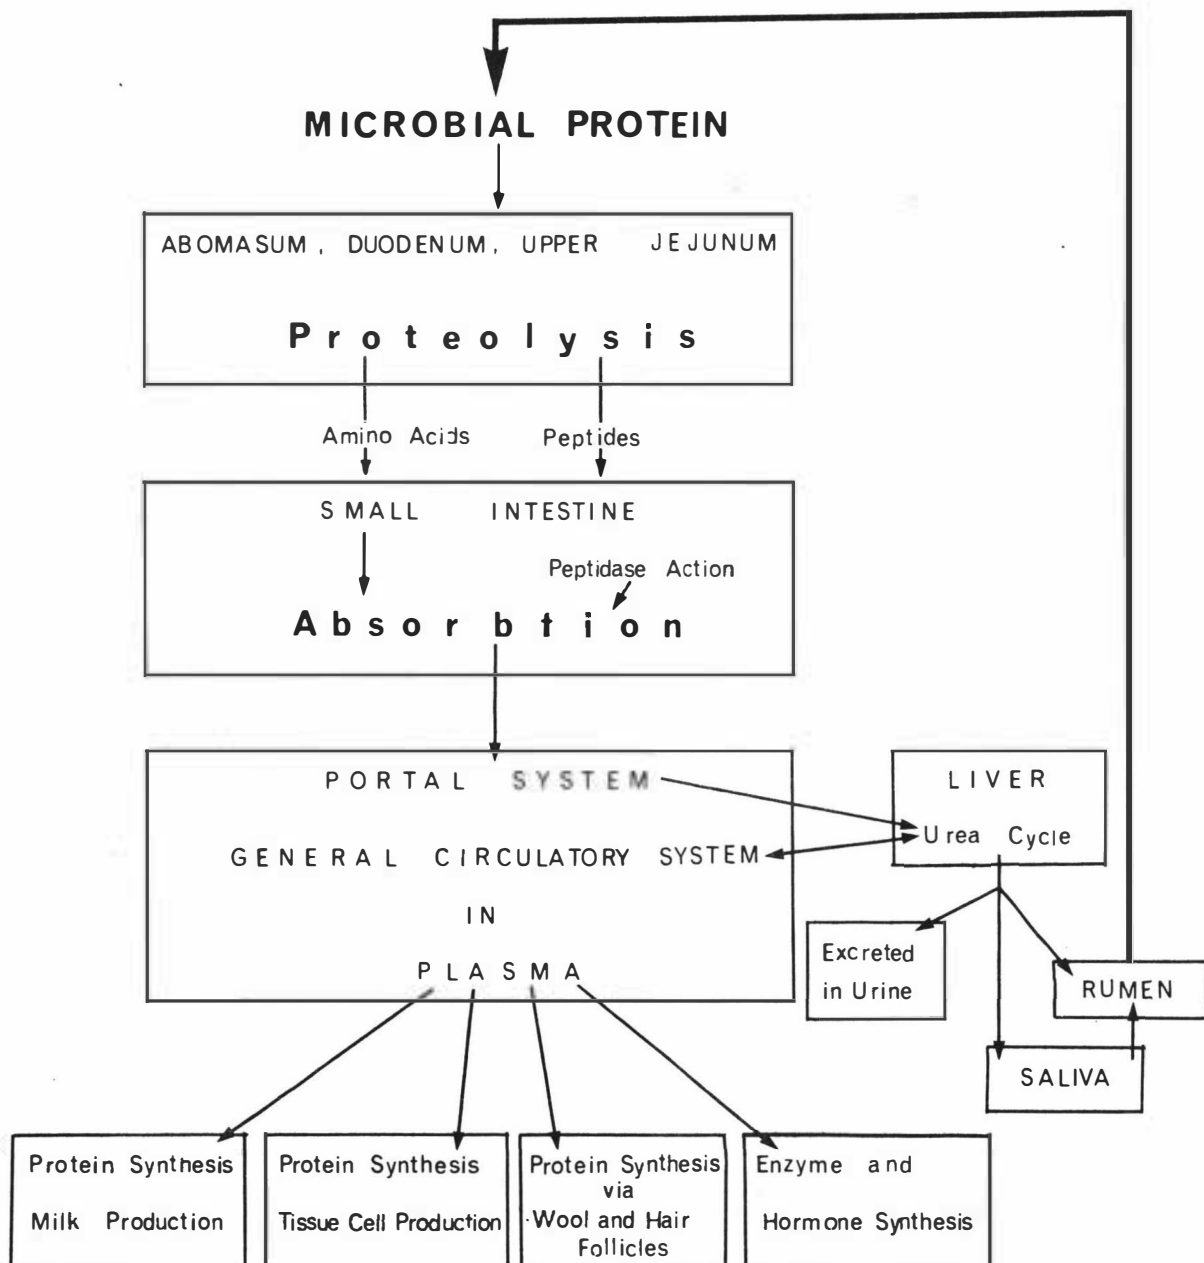 MICROBIAL PROTEIN
ABOMASUM, DUODENUM, UPPER JEJUNUM
Proteolysis
Amino Acids
Peptides
SMALL INTESTINE
Peptidase Action
Absorbtion
PORTAL SYSTEM
GENERAL CIRCULATORY SYSTEM
IN
PLASMA
LIVER
Urea Cycle
Excreted
in Urine
RUMEN
SALIVA
Protein Synthesis
Milk Production
Protein Synthesis
Tissue Cell Production
Protein Synthesis
via
Wool and Hair
Follicles
Enzyme and
Hormone Synthesis